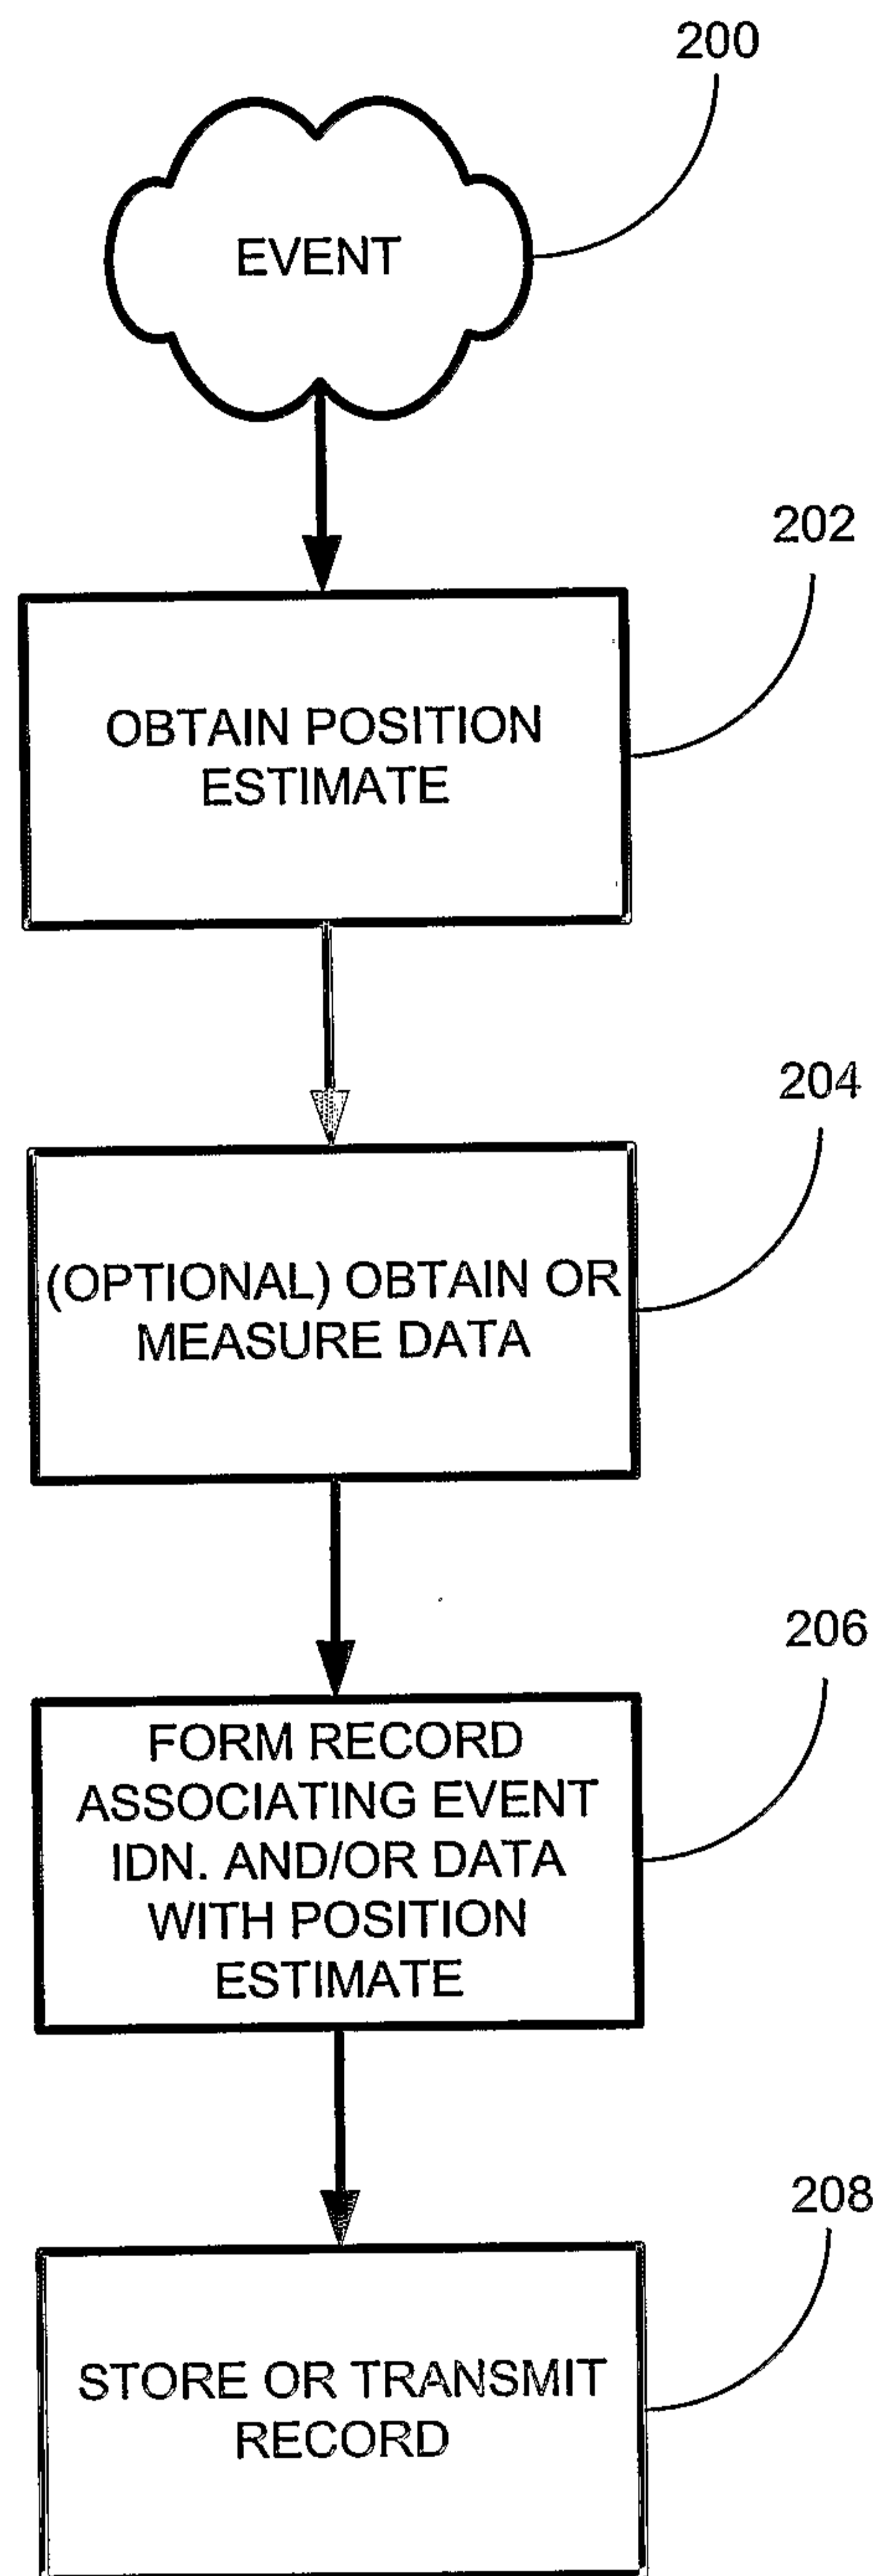 200
EVENT
202
OBTAIN POSITION
ESTIMATE
204
(OPTIONAL) OBTAIN OR
MEASURE DATA
206
FORM RECORD
ASSOCIATING EVENT
IDN. AND/OR DATA
WITH POSITION
ESTIMATE
208
STORE OR TRANSMIT
RECORD